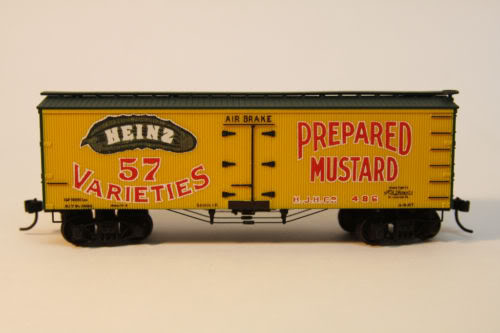 HEINZ
57
VARIETIES
AIR BRAKE
PREPARED
MUSTARD
H.J.H.Co. 486